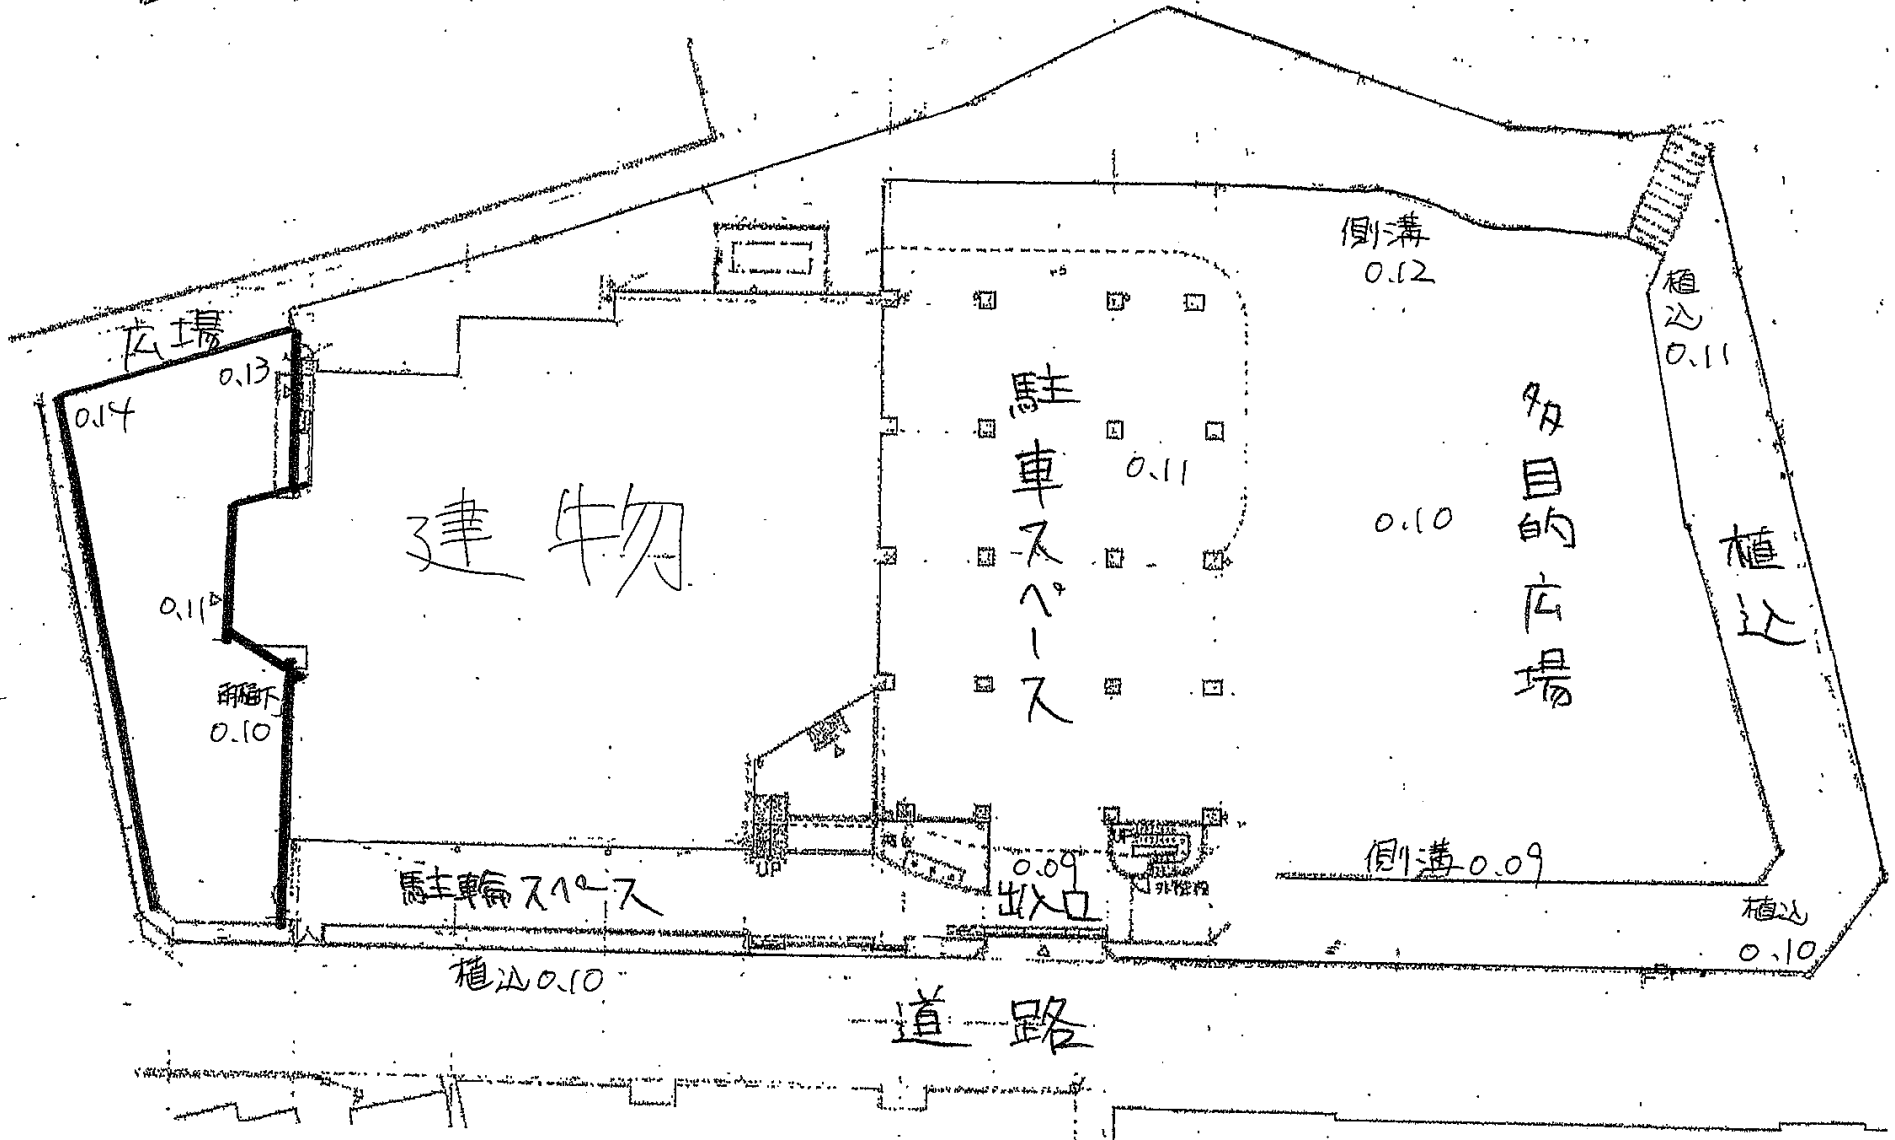 広場
0.13
0.14
0.11
雨樋下
0.10
建物
駐車スペース
0.11
側溝
0.12
植込
0.11
多目的広場
0.10
植込
駐輪スペース
UP
0.09
出入口
UP
側溝0.09
植込
0.10
植込0.10
道路